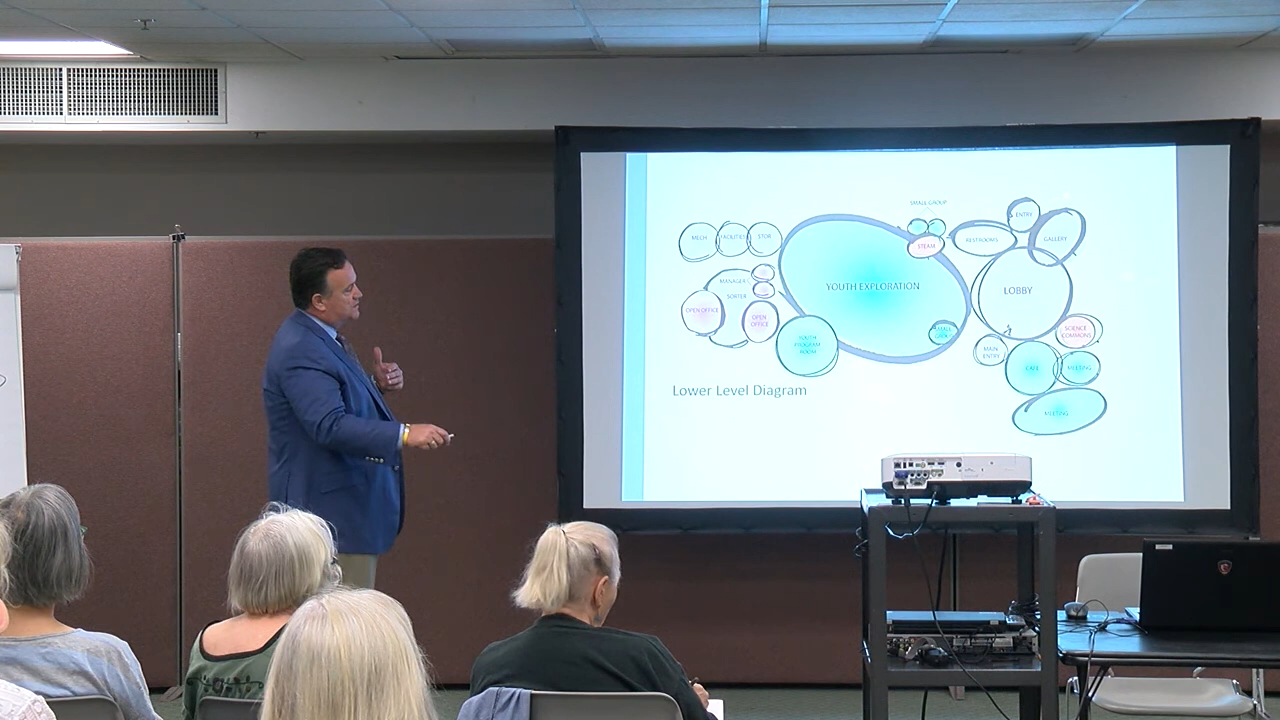 SMALL GROUP
ENTRY
MECH
FACILITIES
STOR
STEAM
RESTROOMS
GALLERY
MANAGER
YOUTH EXPLORATION
LOBBY
SORTER
OPEN OFFICE
OPEN
OFFICE
YOUTH
PROGRAM
ROOM
SCIENCE
COMMONS
MAIN
ENTRY
CAFE
MEETING
Lower Level Diagram
MEETING